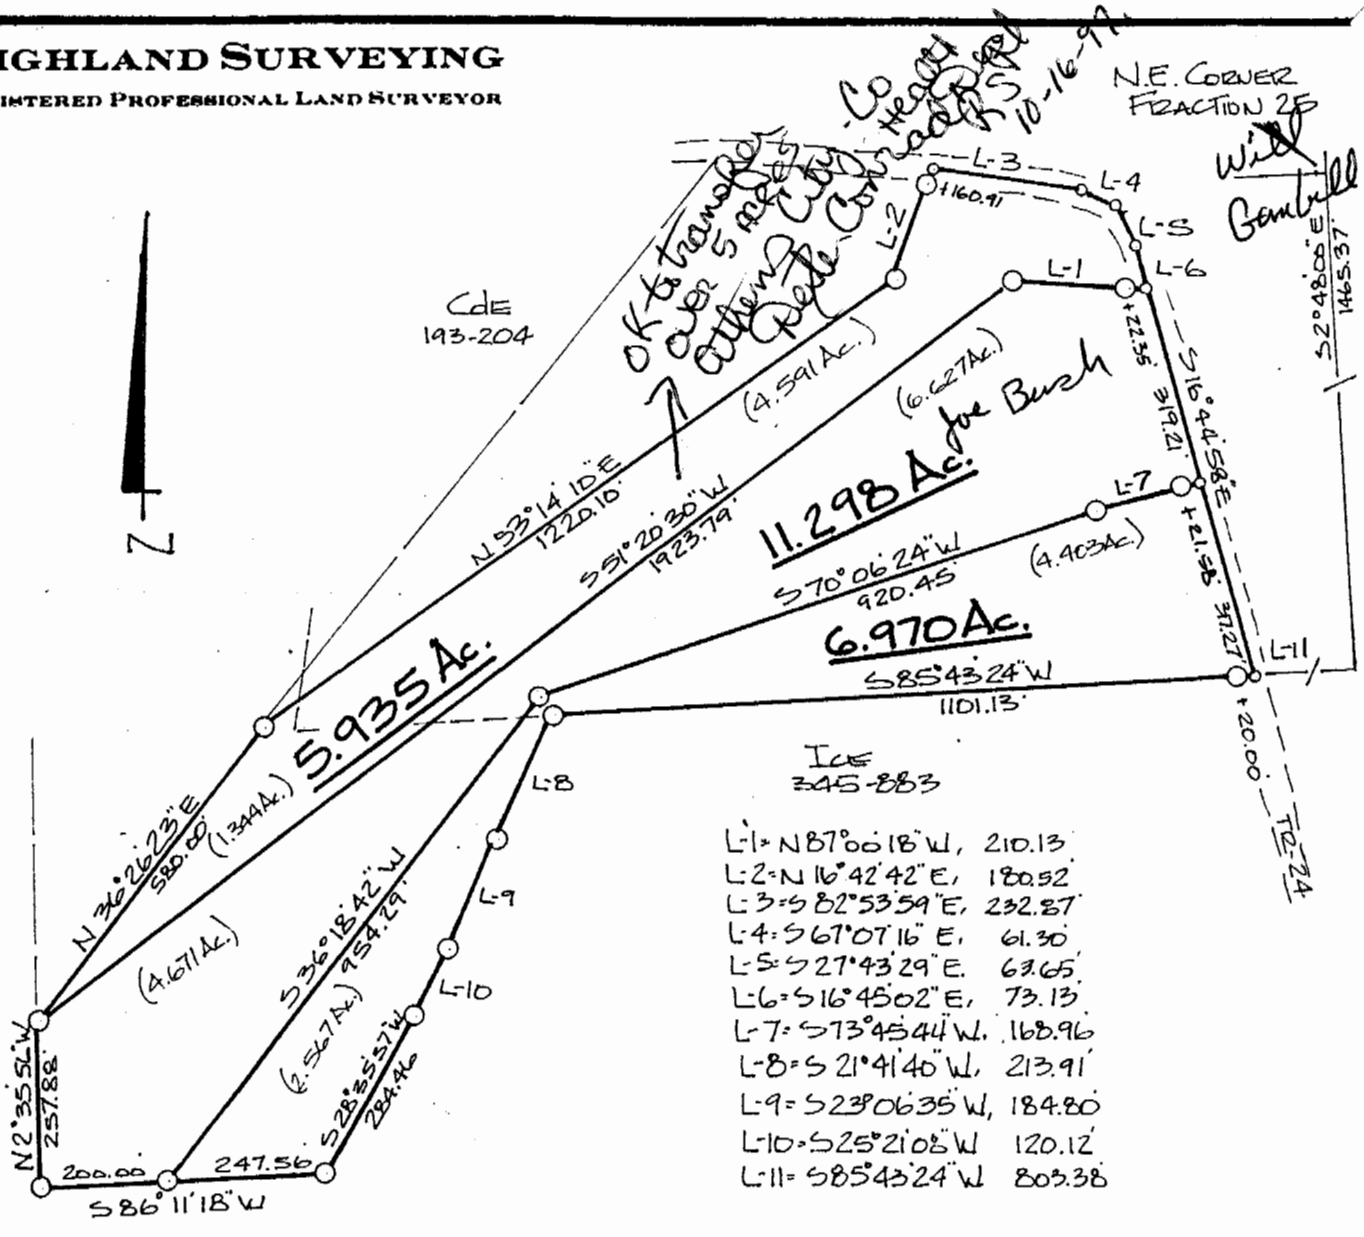 IGHLAND SURVEYING
ISTERED PROFESSIONAL LAND SURVEYOR
N.E. CORNER
FRACTION 25
Will
Gambill
S2°48'00"E
1465.37'
OK to transfer
over 5 acres
Athens City - Co
Health Dept
Pete Conrad RS
10-16-97
L-3
L-4
L-5
L-6
L-2
+160.91
L-1
+22.35'
CdE
193-204
(4.591Ac.)
(6.627Ac.)
Joe Burch
S16°44'58"E
319.21'
N53°14'10"E
1220.10'
S51°20'30"W
1923.79'
11.298 Ac.
L-7
+21.58'
317.27'
S70°06'24"W
920.45'
(4.403Ac.)
6.970 Ac.
S85°43'24"W
1101.13'
L-11
+20.00
TR-24
5.935 Ac.
Z
N36°26'23"E
580.00'
(1.344Ac.)
(4.671Ac.)
S36°18'42"W
954.29'
(2.567Ac.)
L-8
L-9
L-10
S28°35'37"W
284.46
N2°35'52"W
257.88'
200.00'
247.56
S86°11'18"W
ICE
345-883
L-1= N87°00'18"W, 210.13'
L-2= N16°42'42"E, 180.52'
L-3= S82°53'59"E, 232.87'
L-4= S67°07'16"E, 61.30'
L-5= S27°43'29"E. 63.65'
L-6= S16°45'02"E, 73.13'
L-7= S73°45'44"W. 168.96'
L-8= S21°41'40"W, 213.91'
L-9= S23°06'35"W, 184.80'
L-10= S25°21'08"W 120.12'
L-11= S85°43'24"W 803.38'